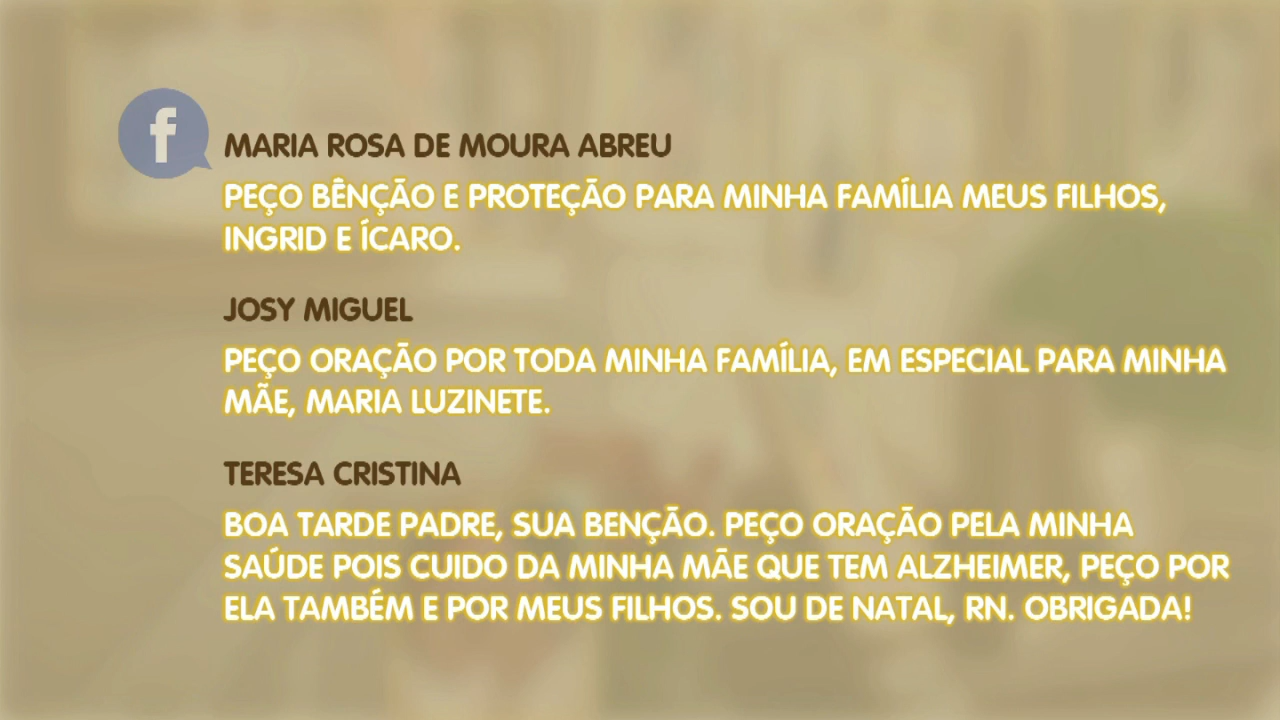 MARIA ROSA DE MOURA ABREU
PEÇO BÊNÇÃO E PROTEÇÃO PARA MINHA FAMÍLIA MEUS FILHOS,
INGRID E ÍCARO.
JOSY MIGUEL
PEÇO ORAÇÃO POR TODA MINHA FAMÍLIA, EM ESPECIAL PARA MINHA
MÃE, MARIA LUZINETE.
TERESA CRISTINA
BOA TARDE PADRE, SUA BENÇÃO. PEÇO ORAÇÃO PELA MINHA
SAÚDE POIS CUIDO DA MINHA MÃE QUE TEM ALZHEIMER, PEÇO POR
ELA TAMBÉM E POR MEUS FILHOS. SOU DE NATAL, RN. OBRIGADA!